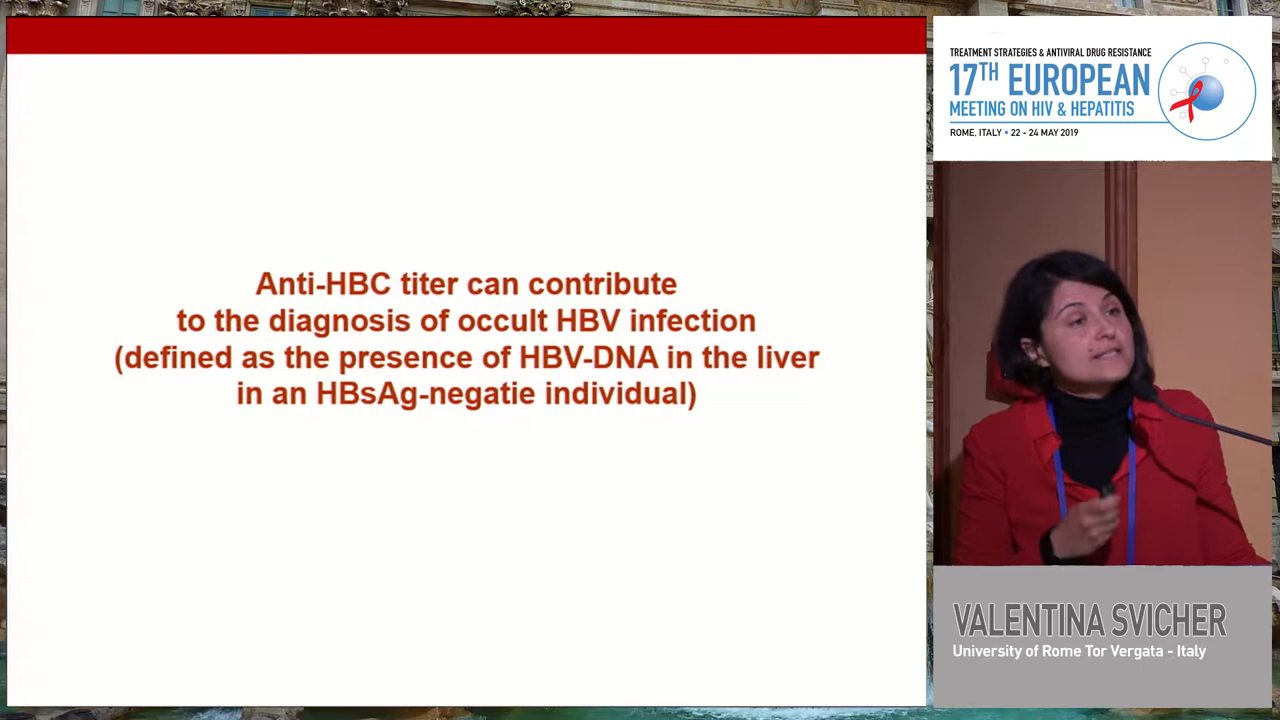 Anti-HBC titer can contribute
to the diagnosis of occult HBV infection
(defined as the presence of HBV-DNA in the liver
in an HBsAg-negatie individual)
TREATMENT STRATEGIES & ANTIVIRAL DRUG RESISTANCE
17TH EUROPEAN
MEETING ON HIV & HEPATITIS
ROME, ITALY • 22 - 24 MAY 2019
VALENTINA SVICHER
University of Rome Tor Vergata - Italy